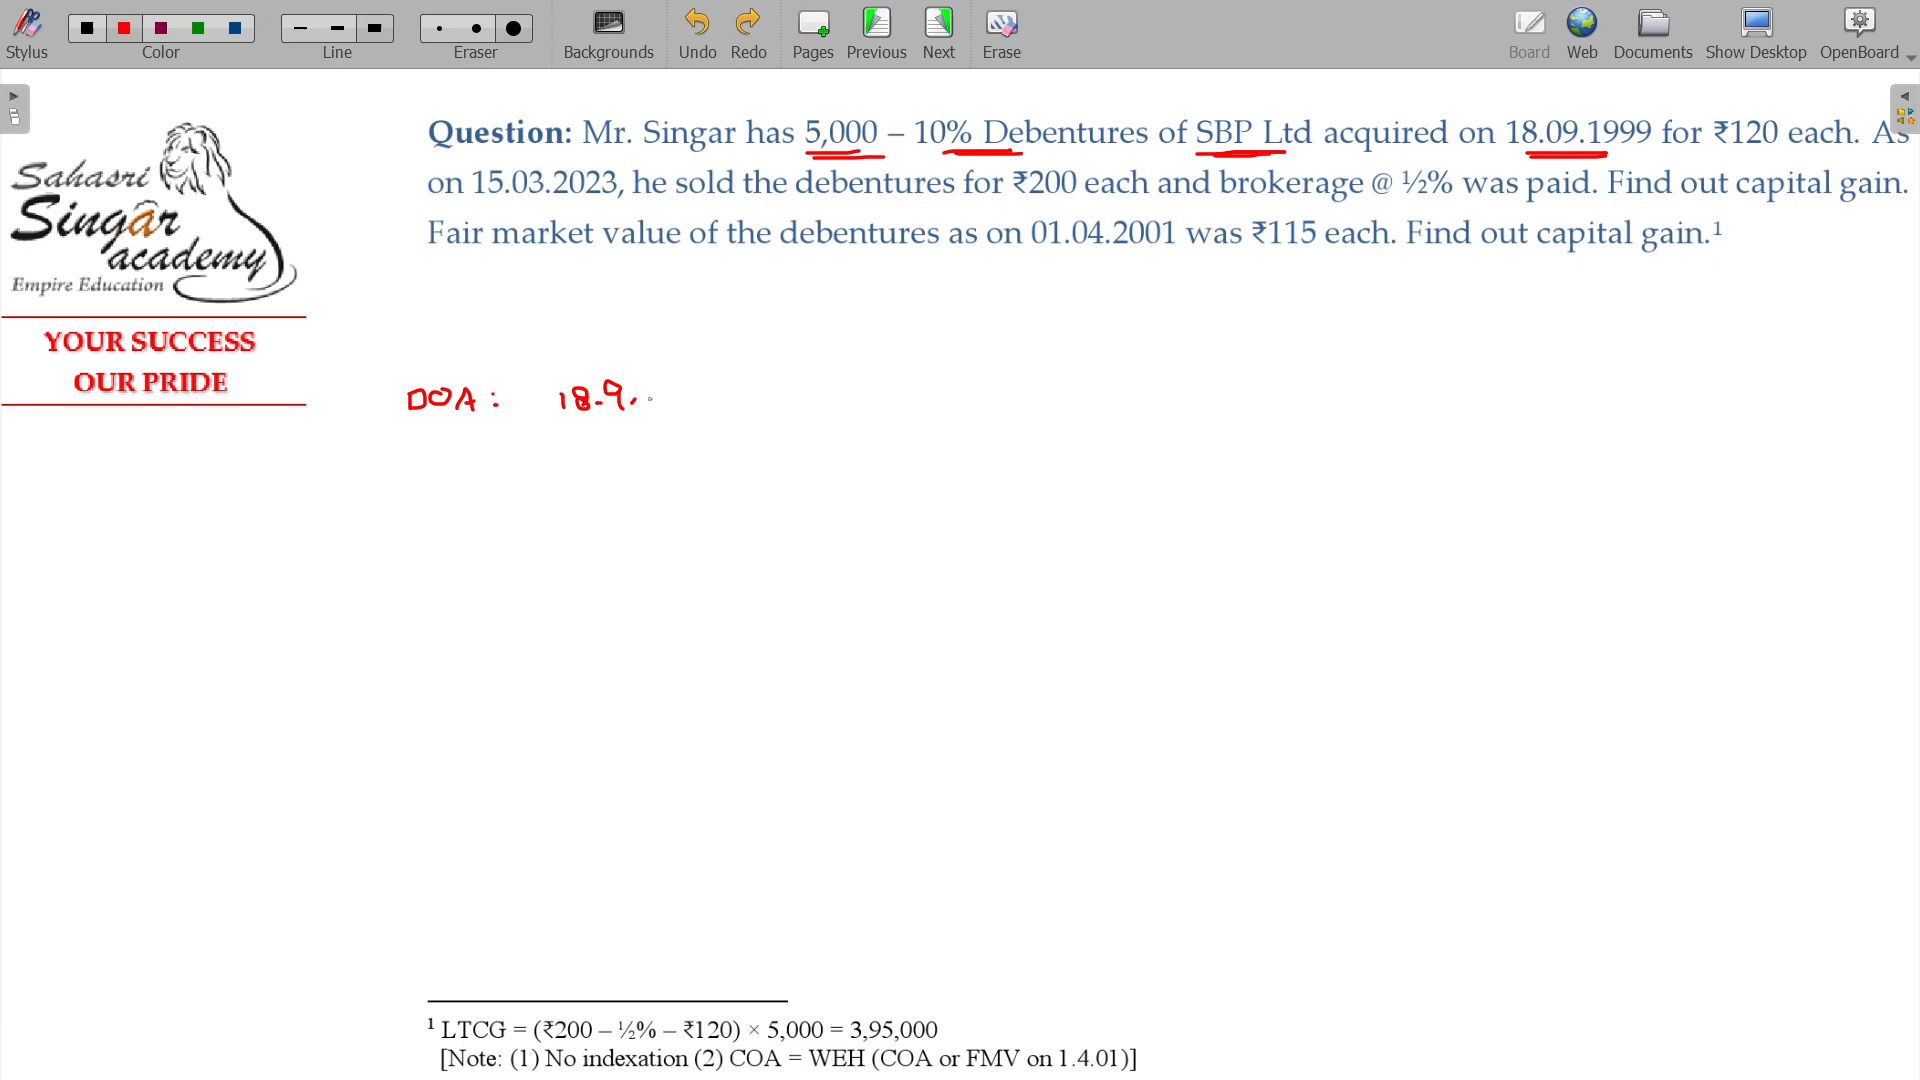 Stylus
Color
Line
Eraser
Backgrounds
Undo
Redo
Pages
Previous
Next
Erase
Board
Web
Documents
Show Desktop
OpenBoard
Sahasri
Singar
academy
Empire Education
YOUR SUCCESS
OUR PRIDE
Question: Mr. Singar has 5,000 – 10% Debentures of SBP Ltd acquired on 18.09.1999 for ₹120 each. As
on 15.03.2023, he sold the debentures for ₹200 each and brokerage @ ½% was paid. Find out capital gain.
Fair market value of the debentures as on 01.04.2001 was ₹115 each. Find out capital gain.¹
DOA : 18.9.
¹ LTCG = (₹200 – ½% – ₹120) × 5,000 = 3,95,000
[Note: (1) No indexation (2) COA = WEH (COA or FMV on 1.4.01)]